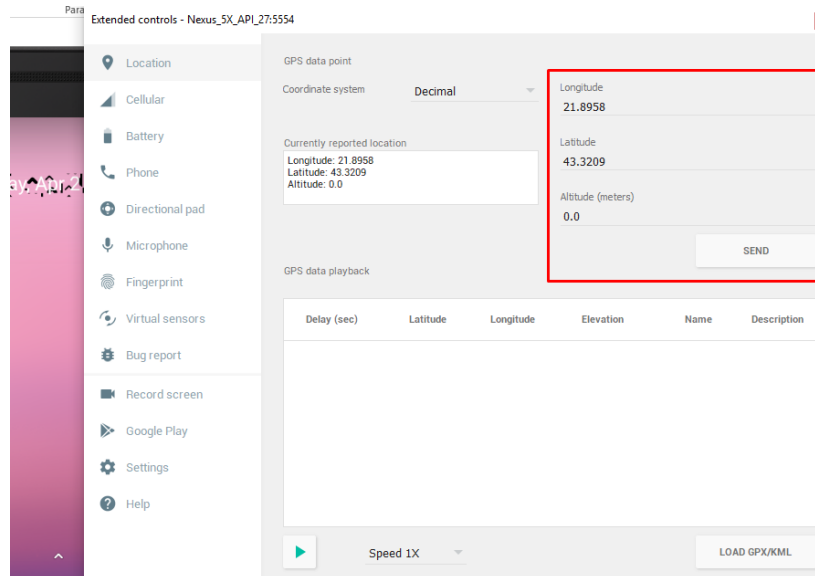 Para
Extended controls - Nexus_5X_API_27:5554
Location
Cellular
Battery
Phone
Directional pad
Microphone
Fingerprint
Virtual sensors
Bug report
Record screen
Google Play
Settings
Help
GPS data point
Coordinate system
Decimal
Currently reported location
Longitude: 21.8958
Latitude: 43.3209
Altitude: 0.0
Longitude
21.8958
Latitude
43.3209
Altitude (meters)
0.0
SEND
GPS data playback
Delay (sec) Latitude Longitude Elevation Name Description
Speed 1X
LOAD GPX/KML